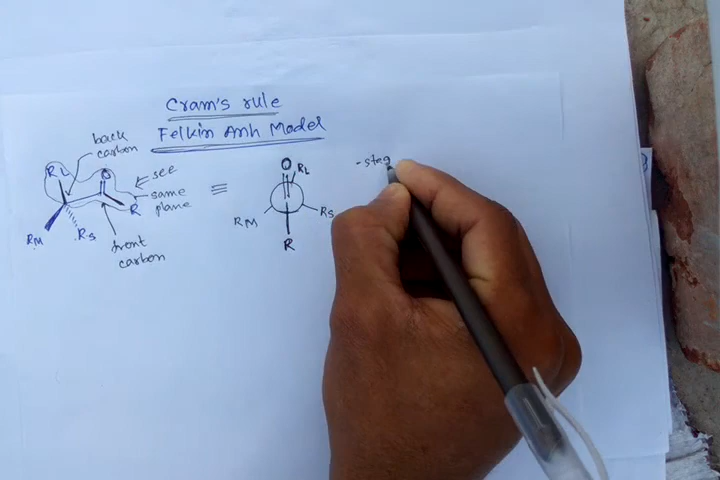 Cram's rule
Felkin Anh Model
back
carbon
RL
O
see
same
plane
R
RM
RS
front
carbon
≡
O
RL
RM
RS
R
- stag